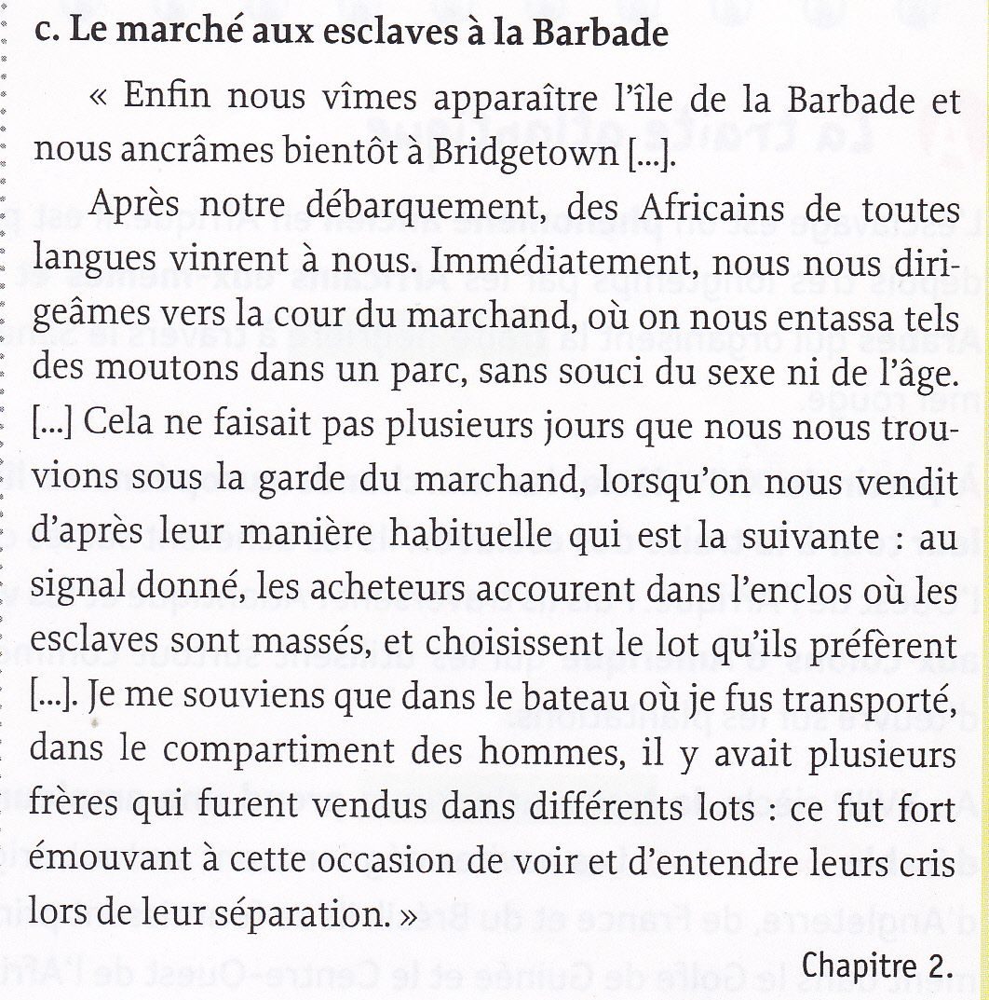 c. Le marché aux esclaves à la Barbade
« Enfin nous vîmes apparaître l'île de la Barbade et
nous ancrâmes bientôt à Bridgetown [...].
Après notre débarquement, des Africains de toutes
langues vinrent à nous. Immédiatement, nous nous diri-
geâmes vers la cour du marchand, où on nous entassa tels
des moutons dans un parc, sans souci du sexe ni de l'âge.
[...] Cela ne faisait pas plusieurs jours que nous nous trou-
vions sous la garde du marchand, lorsqu'on nous vendit
d'après leur manière habituelle qui est la suivante : au
signal donné, les acheteurs accourent dans l'enclos où les
esclaves sont massés, et choisissent le lot qu'ils préfèrent
[...]. Je me souviens que dans le bateau où je fus transporté,
dans le compartiment des hommes, il y avait plusieurs
frères qui furent vendus dans différents lots : ce fut fort
émouvant à cette occasion de voir et d'entendre leurs cris
lors de leur séparation. »
Chapitre 2.